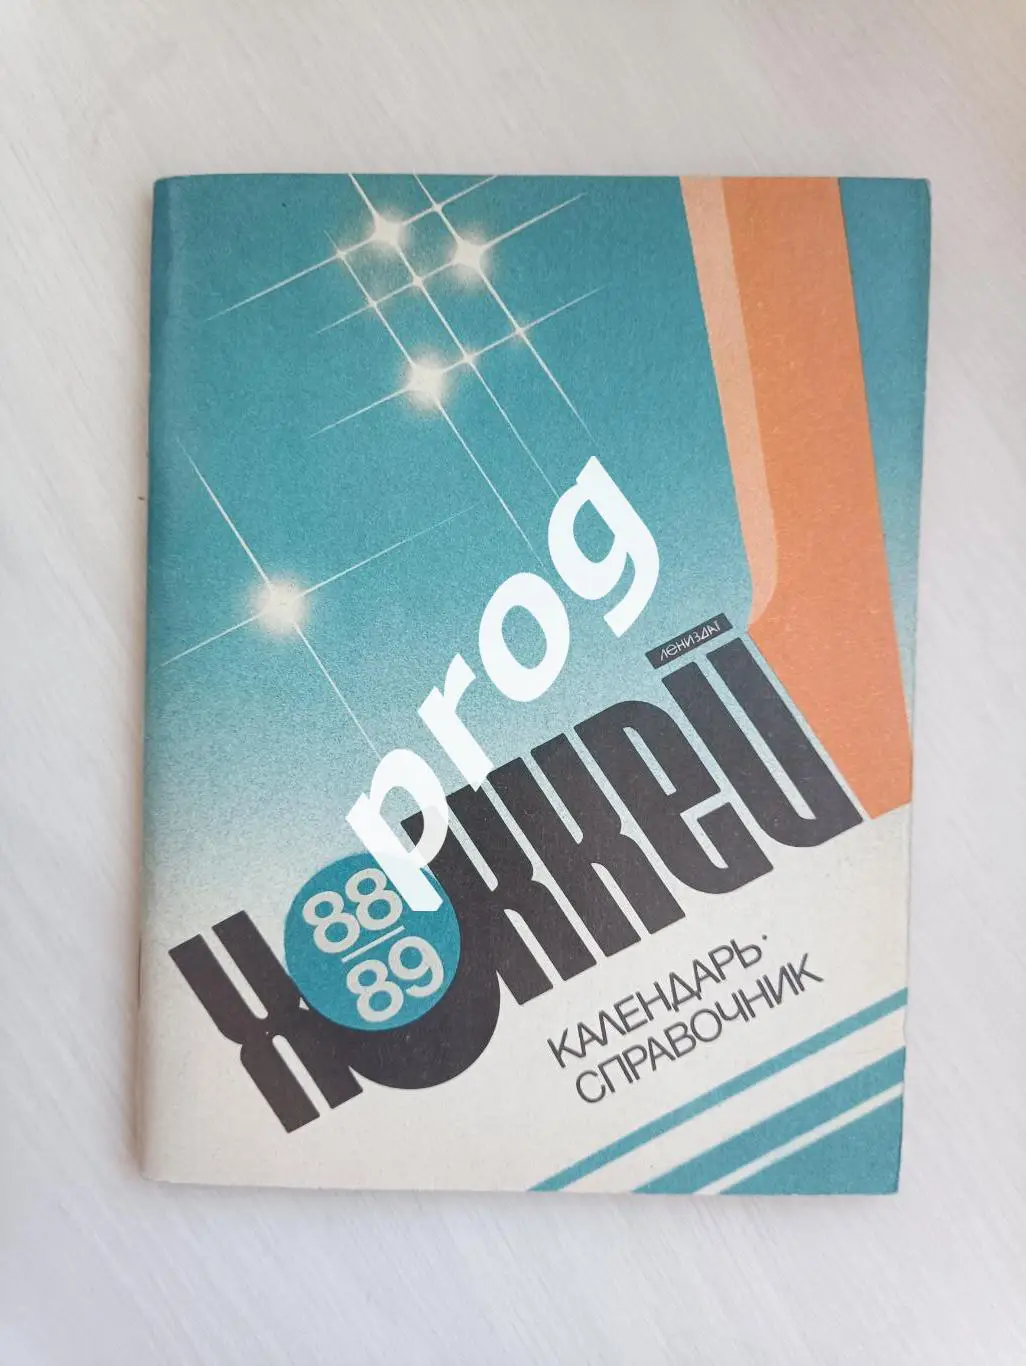 prog
ЛЕНИЗДАТ
ХОККЕЙ
88/89
КАЛЕНДАРЬ·
СПРАВОЧНИК